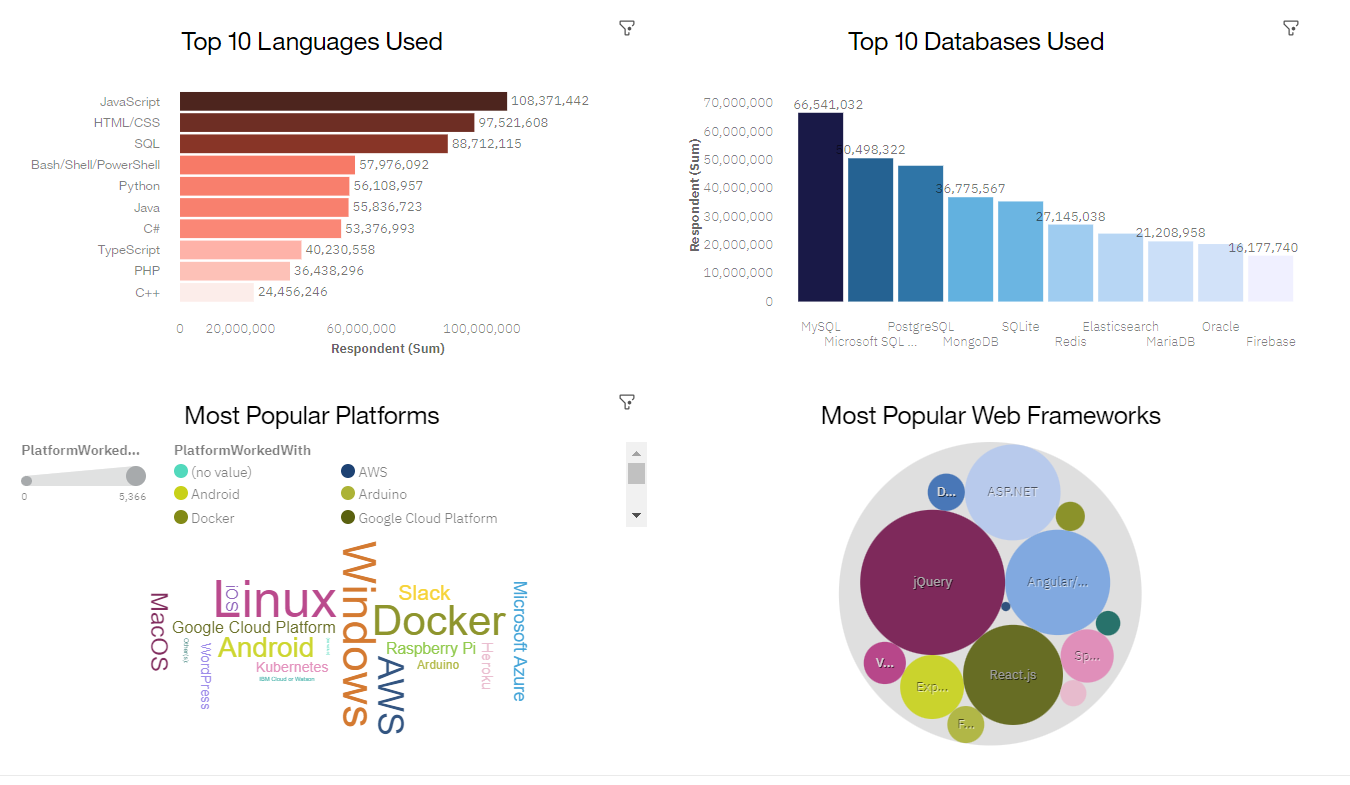 Top 10 Languages Used
JavaScript 108,371,442
HTML/CSS 97,521,608
SQL 88,712,115
Bash/Shell/PowerShell 57,976,092
Python 56,108,957
Java 55,836,723
C# 53,376,993
TypeScript 40,230,558
PHP 36,438,296
C++ 24,456,246
0 20,000,000 60,000,000 100,000,000
Respondent (Sum)
Top 10 Databases Used
Respondent (Sum)
70,000,000
60,000,000
50,000,000
40,000,000
30,000,000
20,000,000
10,000,000
0
66,541,032
50,498,322
36,775,567
27,145,038
21,208,958
16,177,740
MySQL PostgreSQL SQLite Elasticsearch Oracle
Microsoft SQL ... MongoDB Redis MariaDB Firebase
Most Popular Platforms
PlatformWorked...
0 5,366
PlatformWorkedWith
(no value) AWS
Android Arduino
Docker Google Cloud Platform
Windows
Linux
iOS
Slack
Docker
MacOS
Google Cloud Platform
Android
Other(s)
WordPress
Kubernetes
IBM Cloud or Watson
Raspberry Pi
Arduino
AWS
Heroku
Microsoft Azure
Most Popular Web Frameworks
D...
ASP.NET
jQuery
Angular/...
V...
Exp...
React.js
Sp...
F...